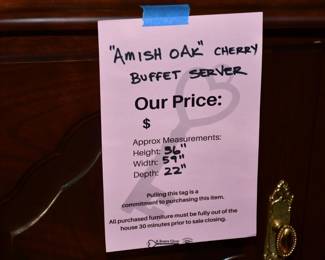 "AMISH OAK" CHERRY
BUFFET SERVER
Our Price:
$
Approx Measurements:
Height: 36"
Width: 59"
Depth: 22"
Pulling this tag is a
commitment to purchasing this item.
All purchased furniture must be fully out of the
house 30 minutes prior to sale closing.